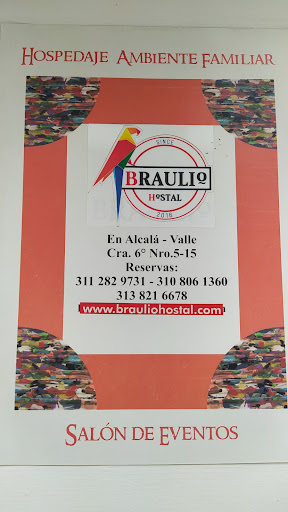 Hospedaje Ambiente Familiar
SINCE
BRAULIO
HOSTAL
2016
En Alcalá - Valle
Cra. 6° Nro.5-15
Reservas:
311 282 9731 - 310 806 1360
313 821 6678
www.brauliohostal.com
Salón de Eventos